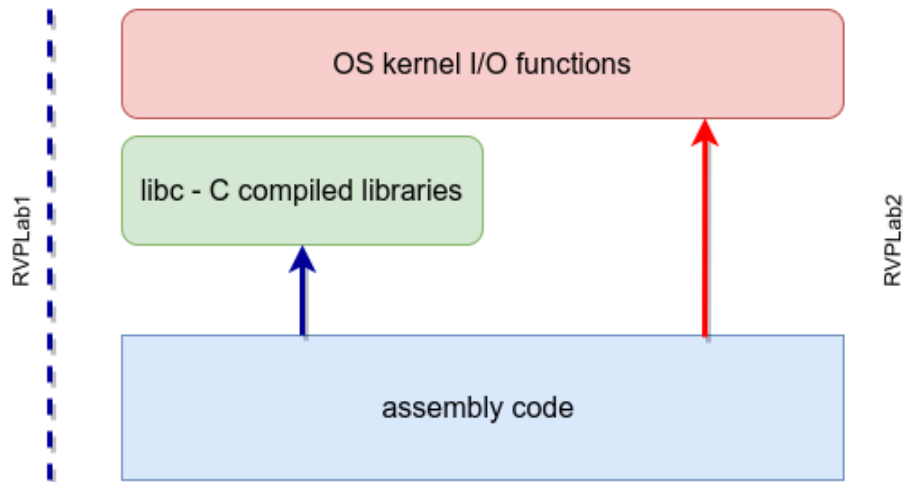 OS kernel I/O functions
libc - C compiled libraries
RVPLab1
RVPLab2
assembly code